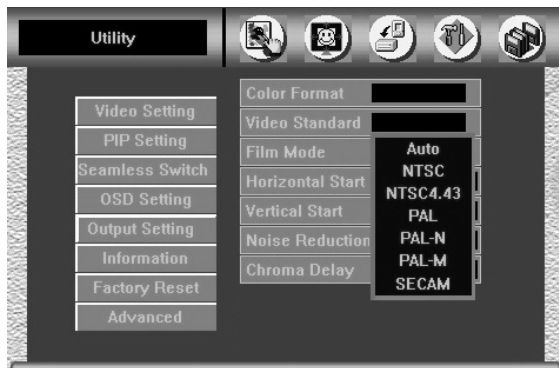 Utility
Video Setting
PIP Setting
Seamless Switch
OSD Setting
Output Setting
Information
Factory Reset
Advanced
Color Format
Video Standard
Film Mode
Horizontal Start
Vertical Start
Noise Reduction
Chroma Delay
Auto
NTSC
NTSC4.43
PAL
PAL-N
PAL-M
SECAM